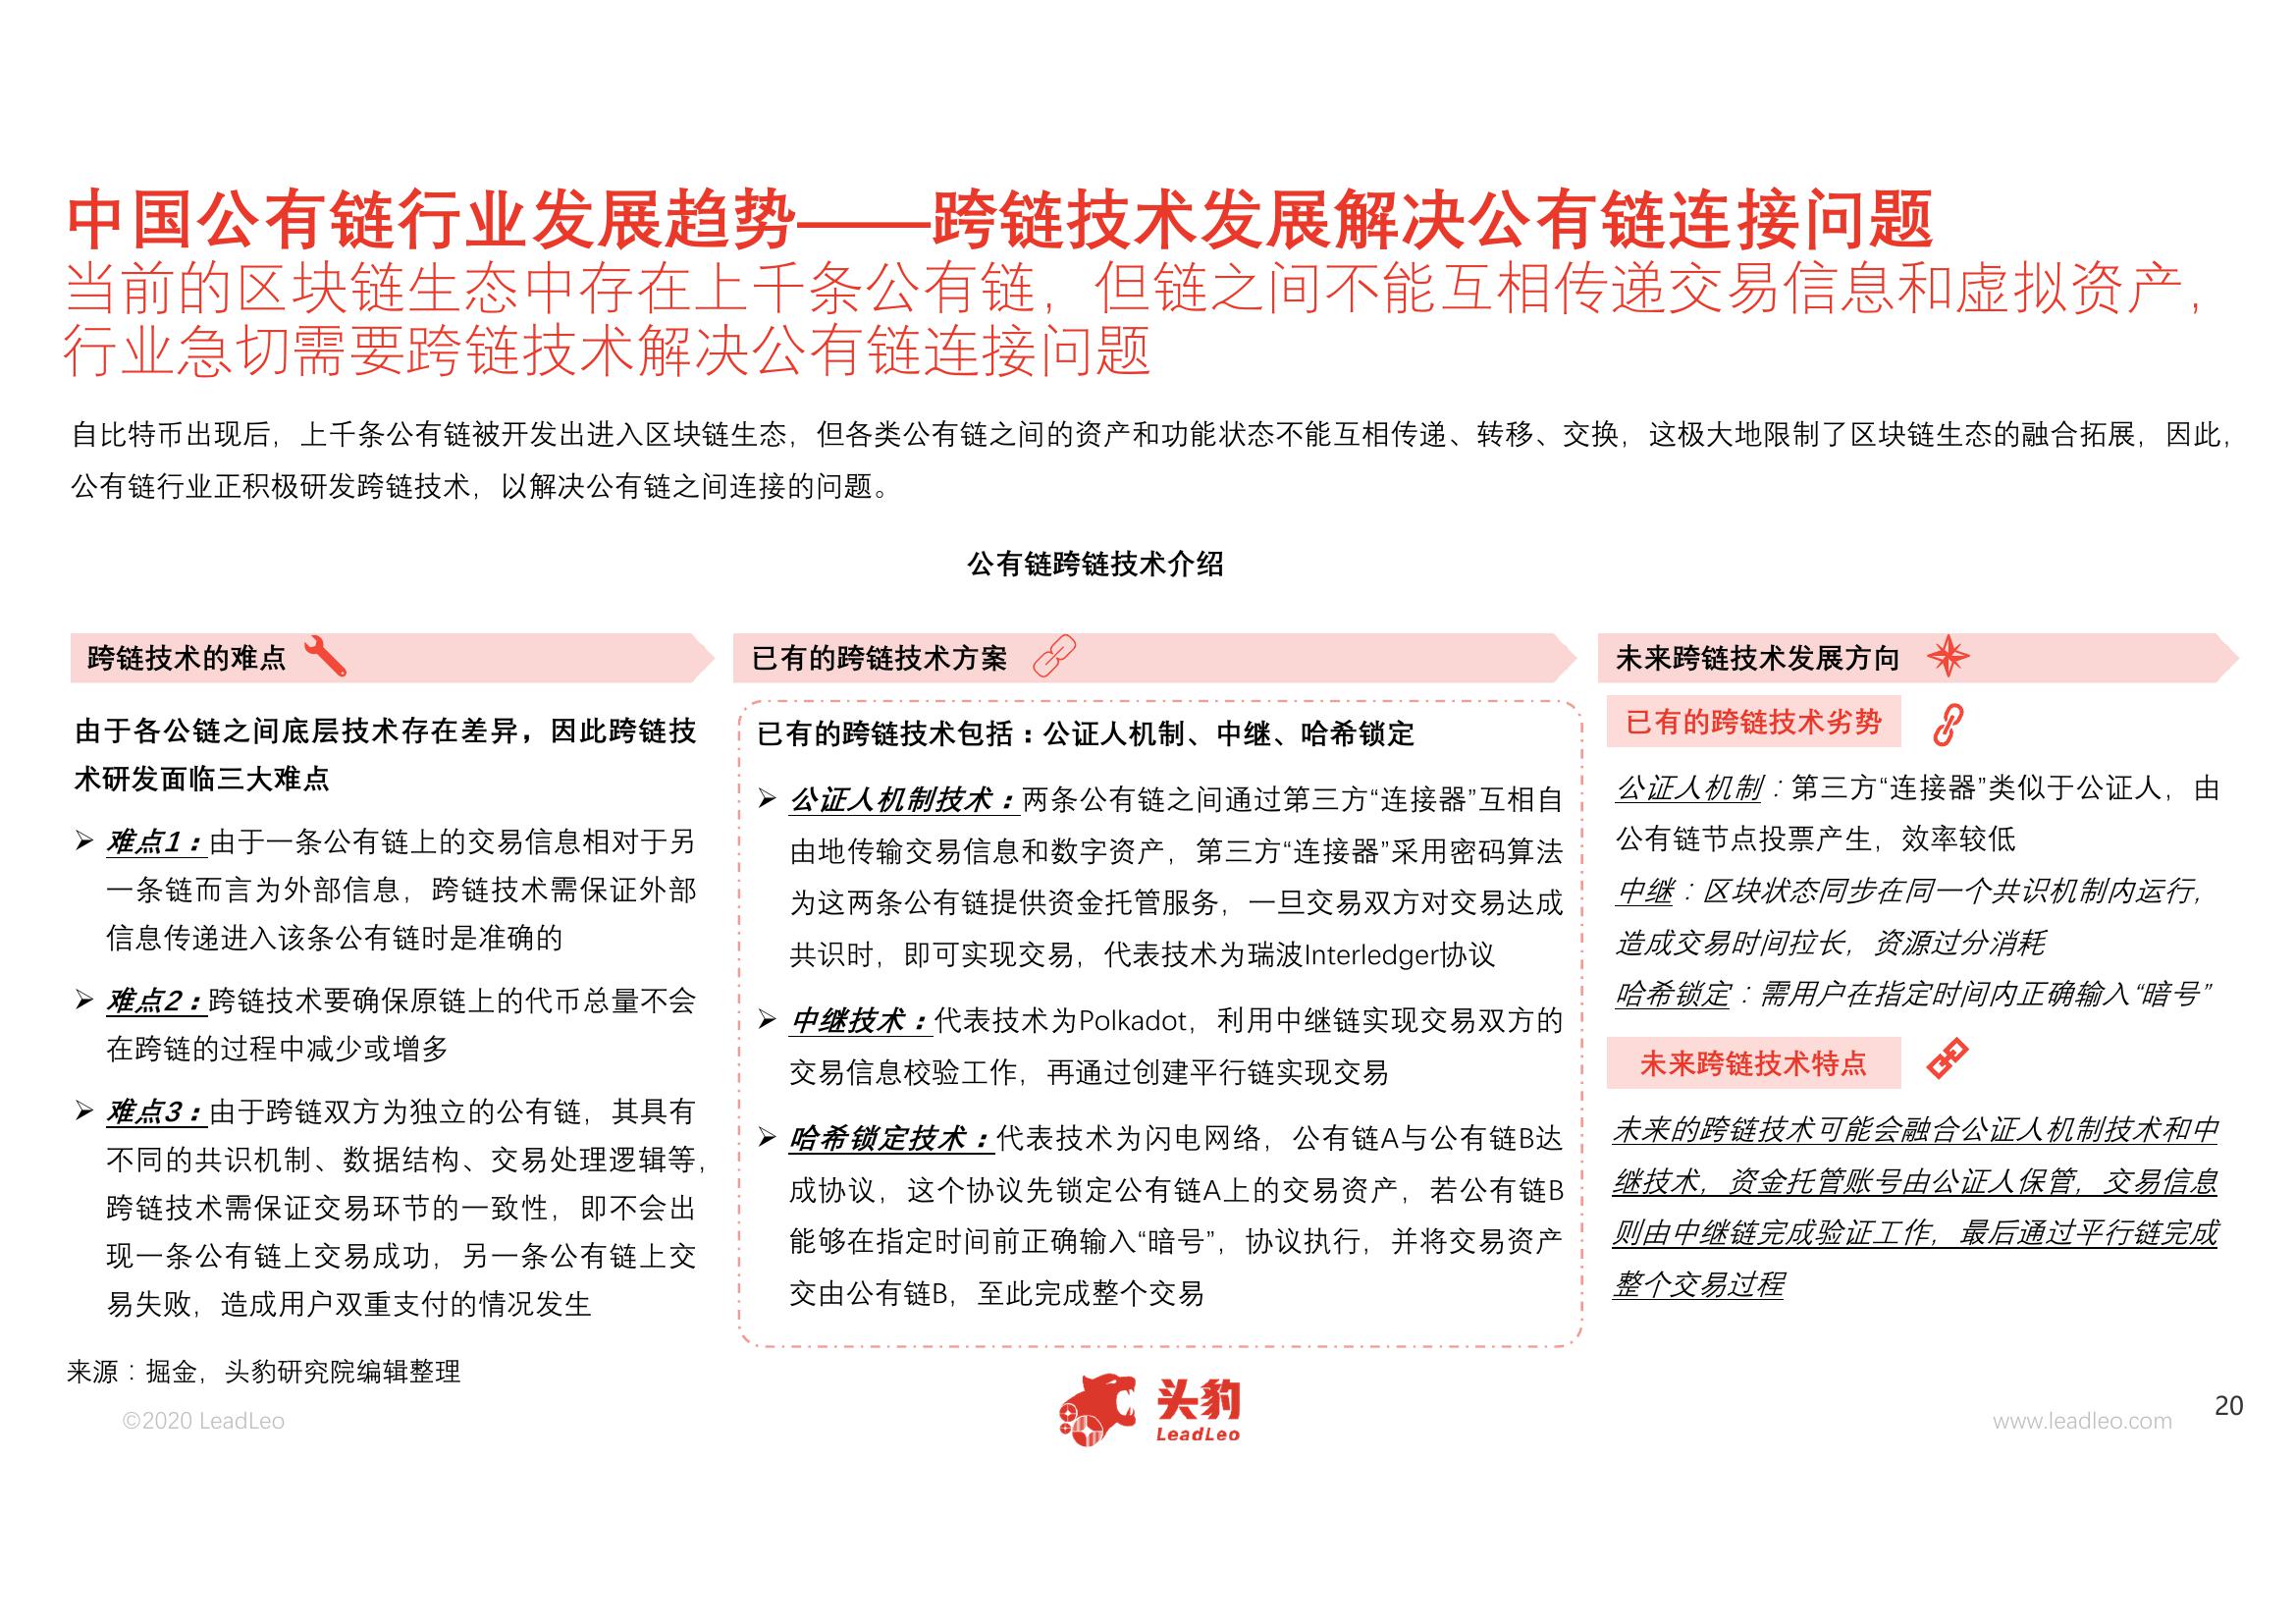 中国公有链行业发展趋势——跨链技术发展解决公有链连接问题
当前的区块链生态中存在上千条公有链，但链之间不能互相传递交易信息和虚拟资产，
行业急切需要跨链技术解决公有链连接问题
自比特币出现后，上千条公有链被开发出进入区块链生态，但各类公有链之间的资产和功能状态不能互相传递、转移、交换，这极大地限制了区块链生态的融合拓展，因此，
公有链行业正积极研发跨链技术，以解决公有链之间连接的问题。
公有链跨链技术介绍
跨链技术的难点
由于各公链之间底层技术存在差异，因此跨链技
术研发面临三大难点
➢ 难点1：由于一条公有链上的交易信息相对于另
一条链而言为外部信息，跨链技术需保证外部
信息传递进入该条公有链时是准确的
➢ 难点2：跨链技术要确保原链上的代币总量不会
在跨链的过程中减少或增多
➢ 难点3：由于跨链双方为独立的公有链，其具有
不同的共识机制、数据结构、交易处理逻辑等，
跨链技术需保证交易环节的一致性，即不会出
现一条公有链上交易成功，另一条公有链上交
易失败，造成用户双重支付的情况发生
已有的跨链技术方案
已有的跨链技术包括：公证人机制、中继、哈希锁定
➢ 公证人机制技术：两条公有链之间通过第三方“连接器”互相自
由地传输交易信息和数字资产，第三方“连接器”采用密码算法
为这两条公有链提供资金托管服务，一旦交易双方对交易达成
共识时，即可实现交易，代表技术为瑞波Interledger协议
➢ 中继技术：代表技术为Polkadot，利用中继链实现交易双方的
交易信息校验工作，再通过创建平行链实现交易
➢ 哈希锁定技术：代表技术为闪电网络，公有链A与公有链B达
成协议，这个协议先锁定公有链A上的交易资产，若公有链B
能够在指定时间前正确输入“暗号”，协议执行，并将交易资产
交由公有链B，至此完成整个交易
未来跨链技术发展方向
已有的跨链技术劣势
公证人机制：第三方“连接器”类似于公证人，由
公有链节点投票产生，效率较低
中继：区块状态同步在同一个共识机制内运行，
造成交易时间拉长，资源过分消耗
哈希锁定：需用户在指定时间内正确输入“暗号”
未来跨链技术特点
未来的跨链技术可能会融合公证人机制技术和中
继技术，资金托管账号由公证人保管，交易信息
则由中继链完成验证工作，最后通过平行链完成
整个交易过程
来源：掘金，头豹研究院编辑整理
©2020 LeadLeo
头豹
LeadLeo
www.leadleo.com
20